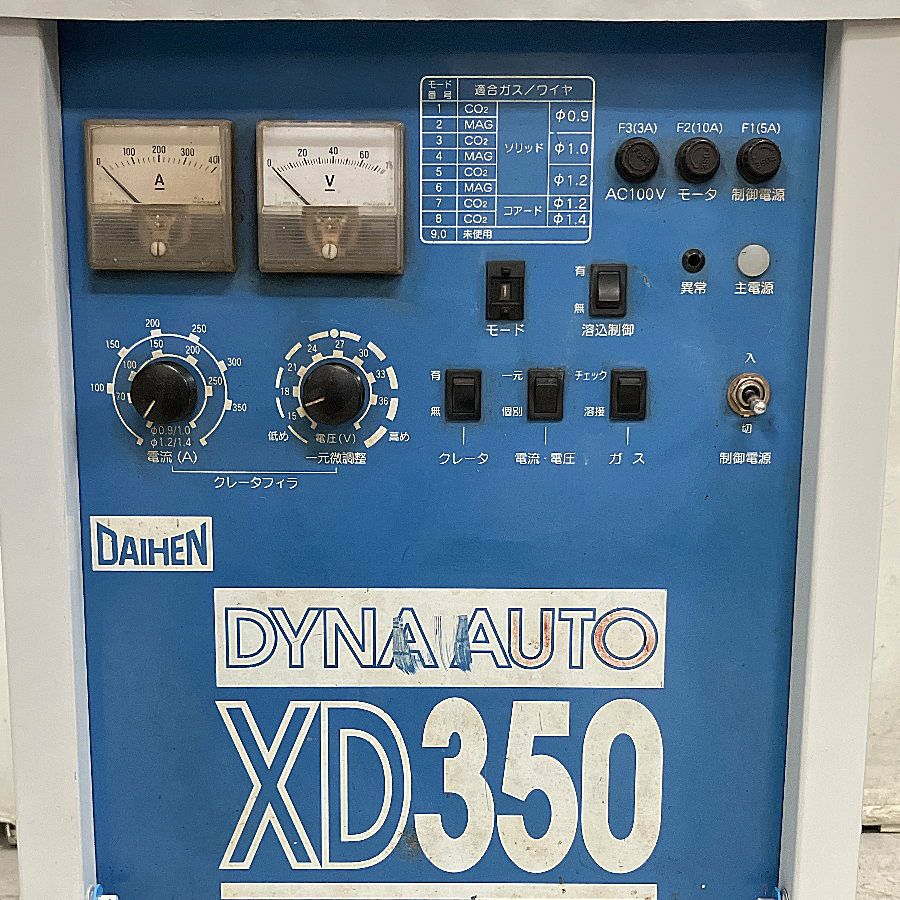 モード番号 適合ガス／ワイヤ
1 CO2 ソリッド φ0.9
2 MAG
3 CO2 φ1.0
4 MAG
5 CO2 φ1.2
6 MAG
7 CO2 コアード φ1.2
8 CO2 φ1.4
9,0 未使用
F3(3A) F2(10A) F1(5A)
AC100V モータ 制御電源
0 100 200 300 400
A
0 20 40 60
V
異常 主電源
1
モード
有
無
溶込制御
100 150 200 250 300 350
70 100 150 200 250
φ0.9/1.0
φ1.2/1.4
電流(A)
15 18 21 24 27 30 33 36
低め 電圧(V) 高め
一元微調整
クレータフィラ
有
無
クレータ
一元
個別
電流・電圧
チェック
溶接
ガス
入
切
制御電源
DAIHEN
DYNA AUTO
XD350